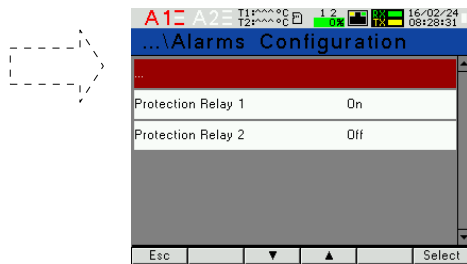 A1 A2 T1:^^^°C 1 2 RX 16/02/24
T2:^^^°C 0% TX 08:28:31
...\Alarms Configuration
...
Protection Relay 1 On
Protection Relay 2 Off
Esc ▼ ▲ Select